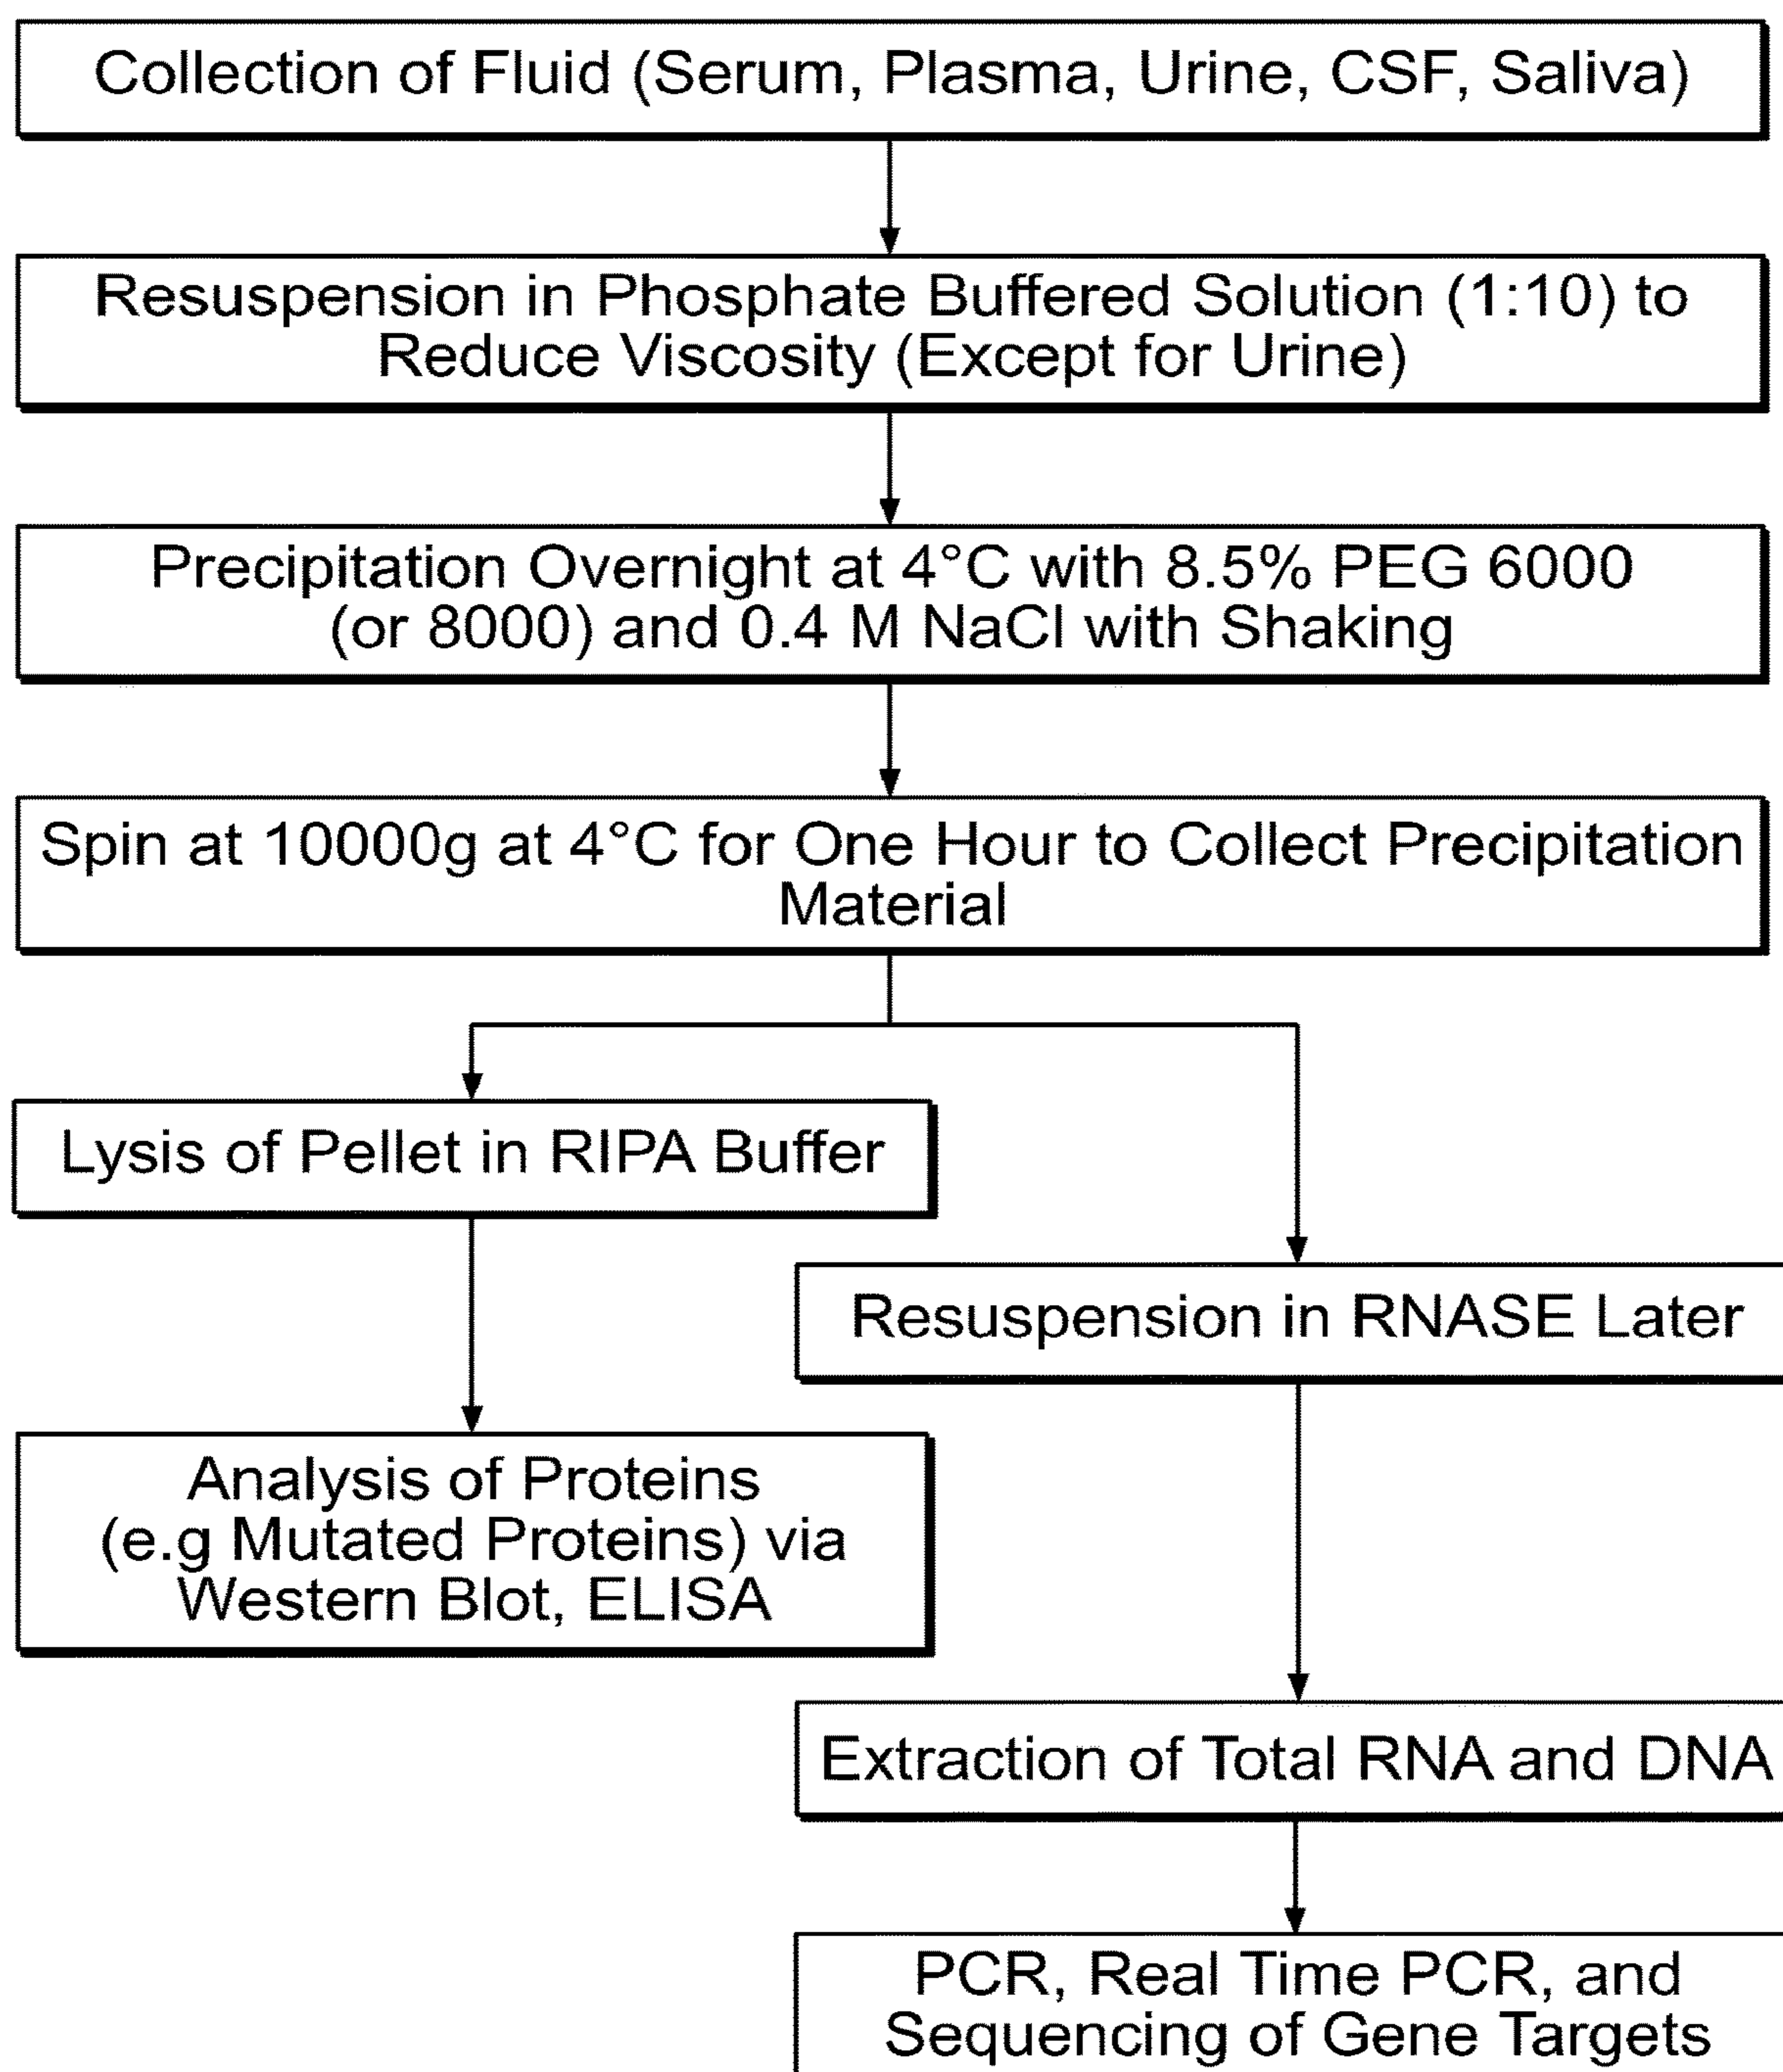 Collection of Fluid (Serum, Plasma, Urine, CSF, Saliva)
Resuspension in Phosphate Buffered Solution (1:10) to
Reduce Viscosity (Except for Urine)
Precipitation Overnight at 4°C with 8.5% PEG 6000
(or 8000) and 0.4 M NaCl with Shaking
Spin at 10000g at 4°C for One Hour to Collect Precipitation
Material
Lysis of Pellet in RIPA Buffer
Resuspension in RNASE Later
Analysis of Proteins
(e.g Mutated Proteins) via
Western Blot, ELISA
Extraction of Total RNA and DNA
PCR, Real Time PCR, and
Sequencing of Gene Targets